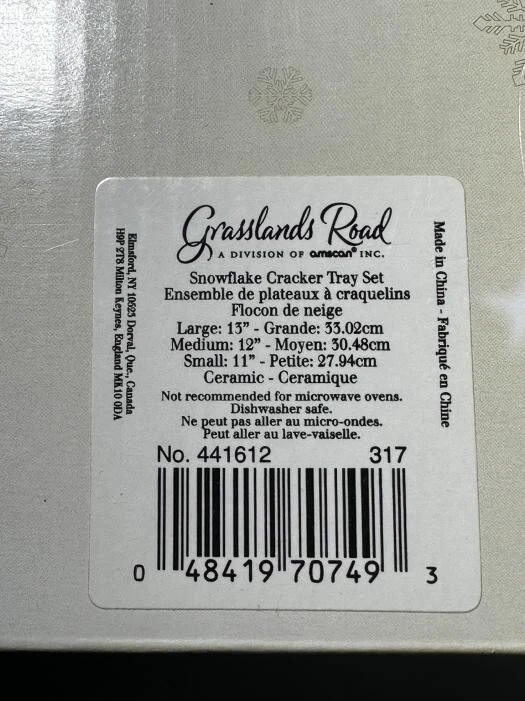 Grasslands Road
A DIVISION OF amscan® INC.
Snowflake Cracker Tray Set
Ensemble de plateaux à craquelins
Flocon de neige
Large: 13" - Grande: 33.02cm
Medium: 12" - Moyen: 30.48cm
Small: 11" - Petite: 27.94cm
Ceramic - Ceramique
Not recommended for microwave ovens.
Dishwasher safe.
Ne peut pas aller au micro-ondes.
Peut aller au lave-vaiselle.
No. 441612 317
0 48419 70749 3
Elmsford, NY 10523 Dorval, Que., Canada
H9P 2T8 Milton Keynes, England MK10 0DA
Made in China - Fabriqué en Chine